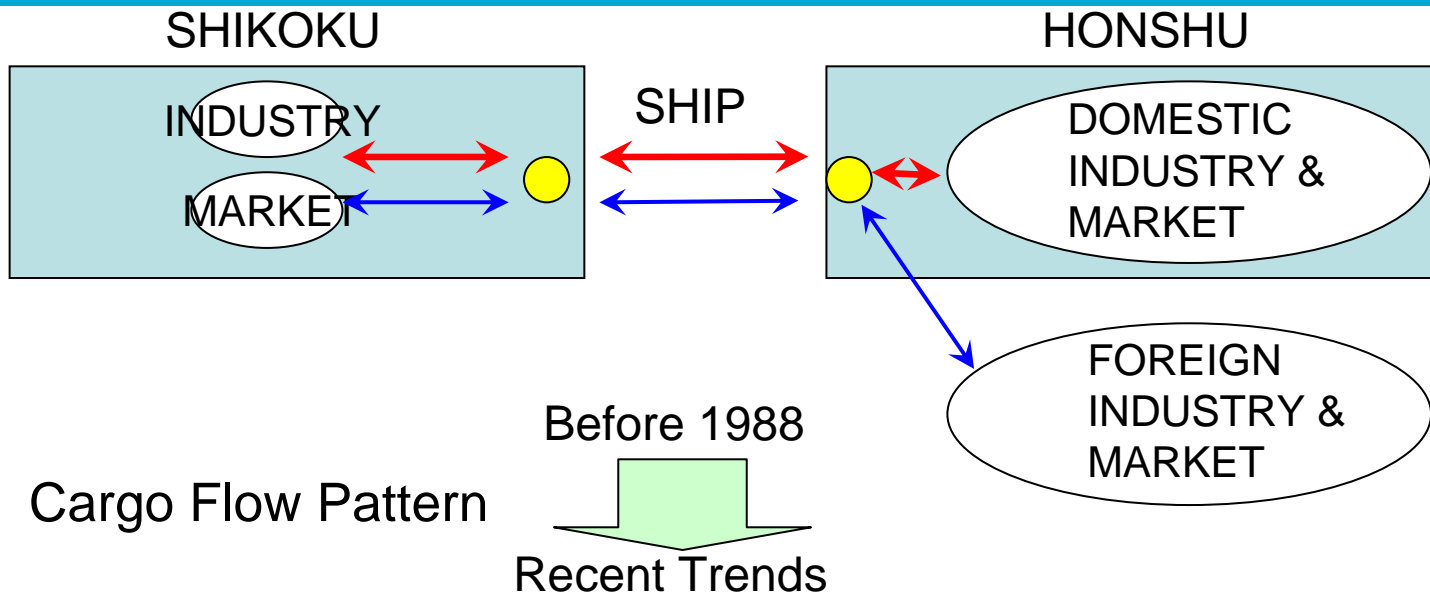 SHIKOKU
HONSHU
INDUSTRY
MARKET
SHIP
DOMESTIC
INDUSTRY &
MARKET
FOREIGN
INDUSTRY &
MARKET
Before 1988
Cargo Flow Pattern
Recent Trends